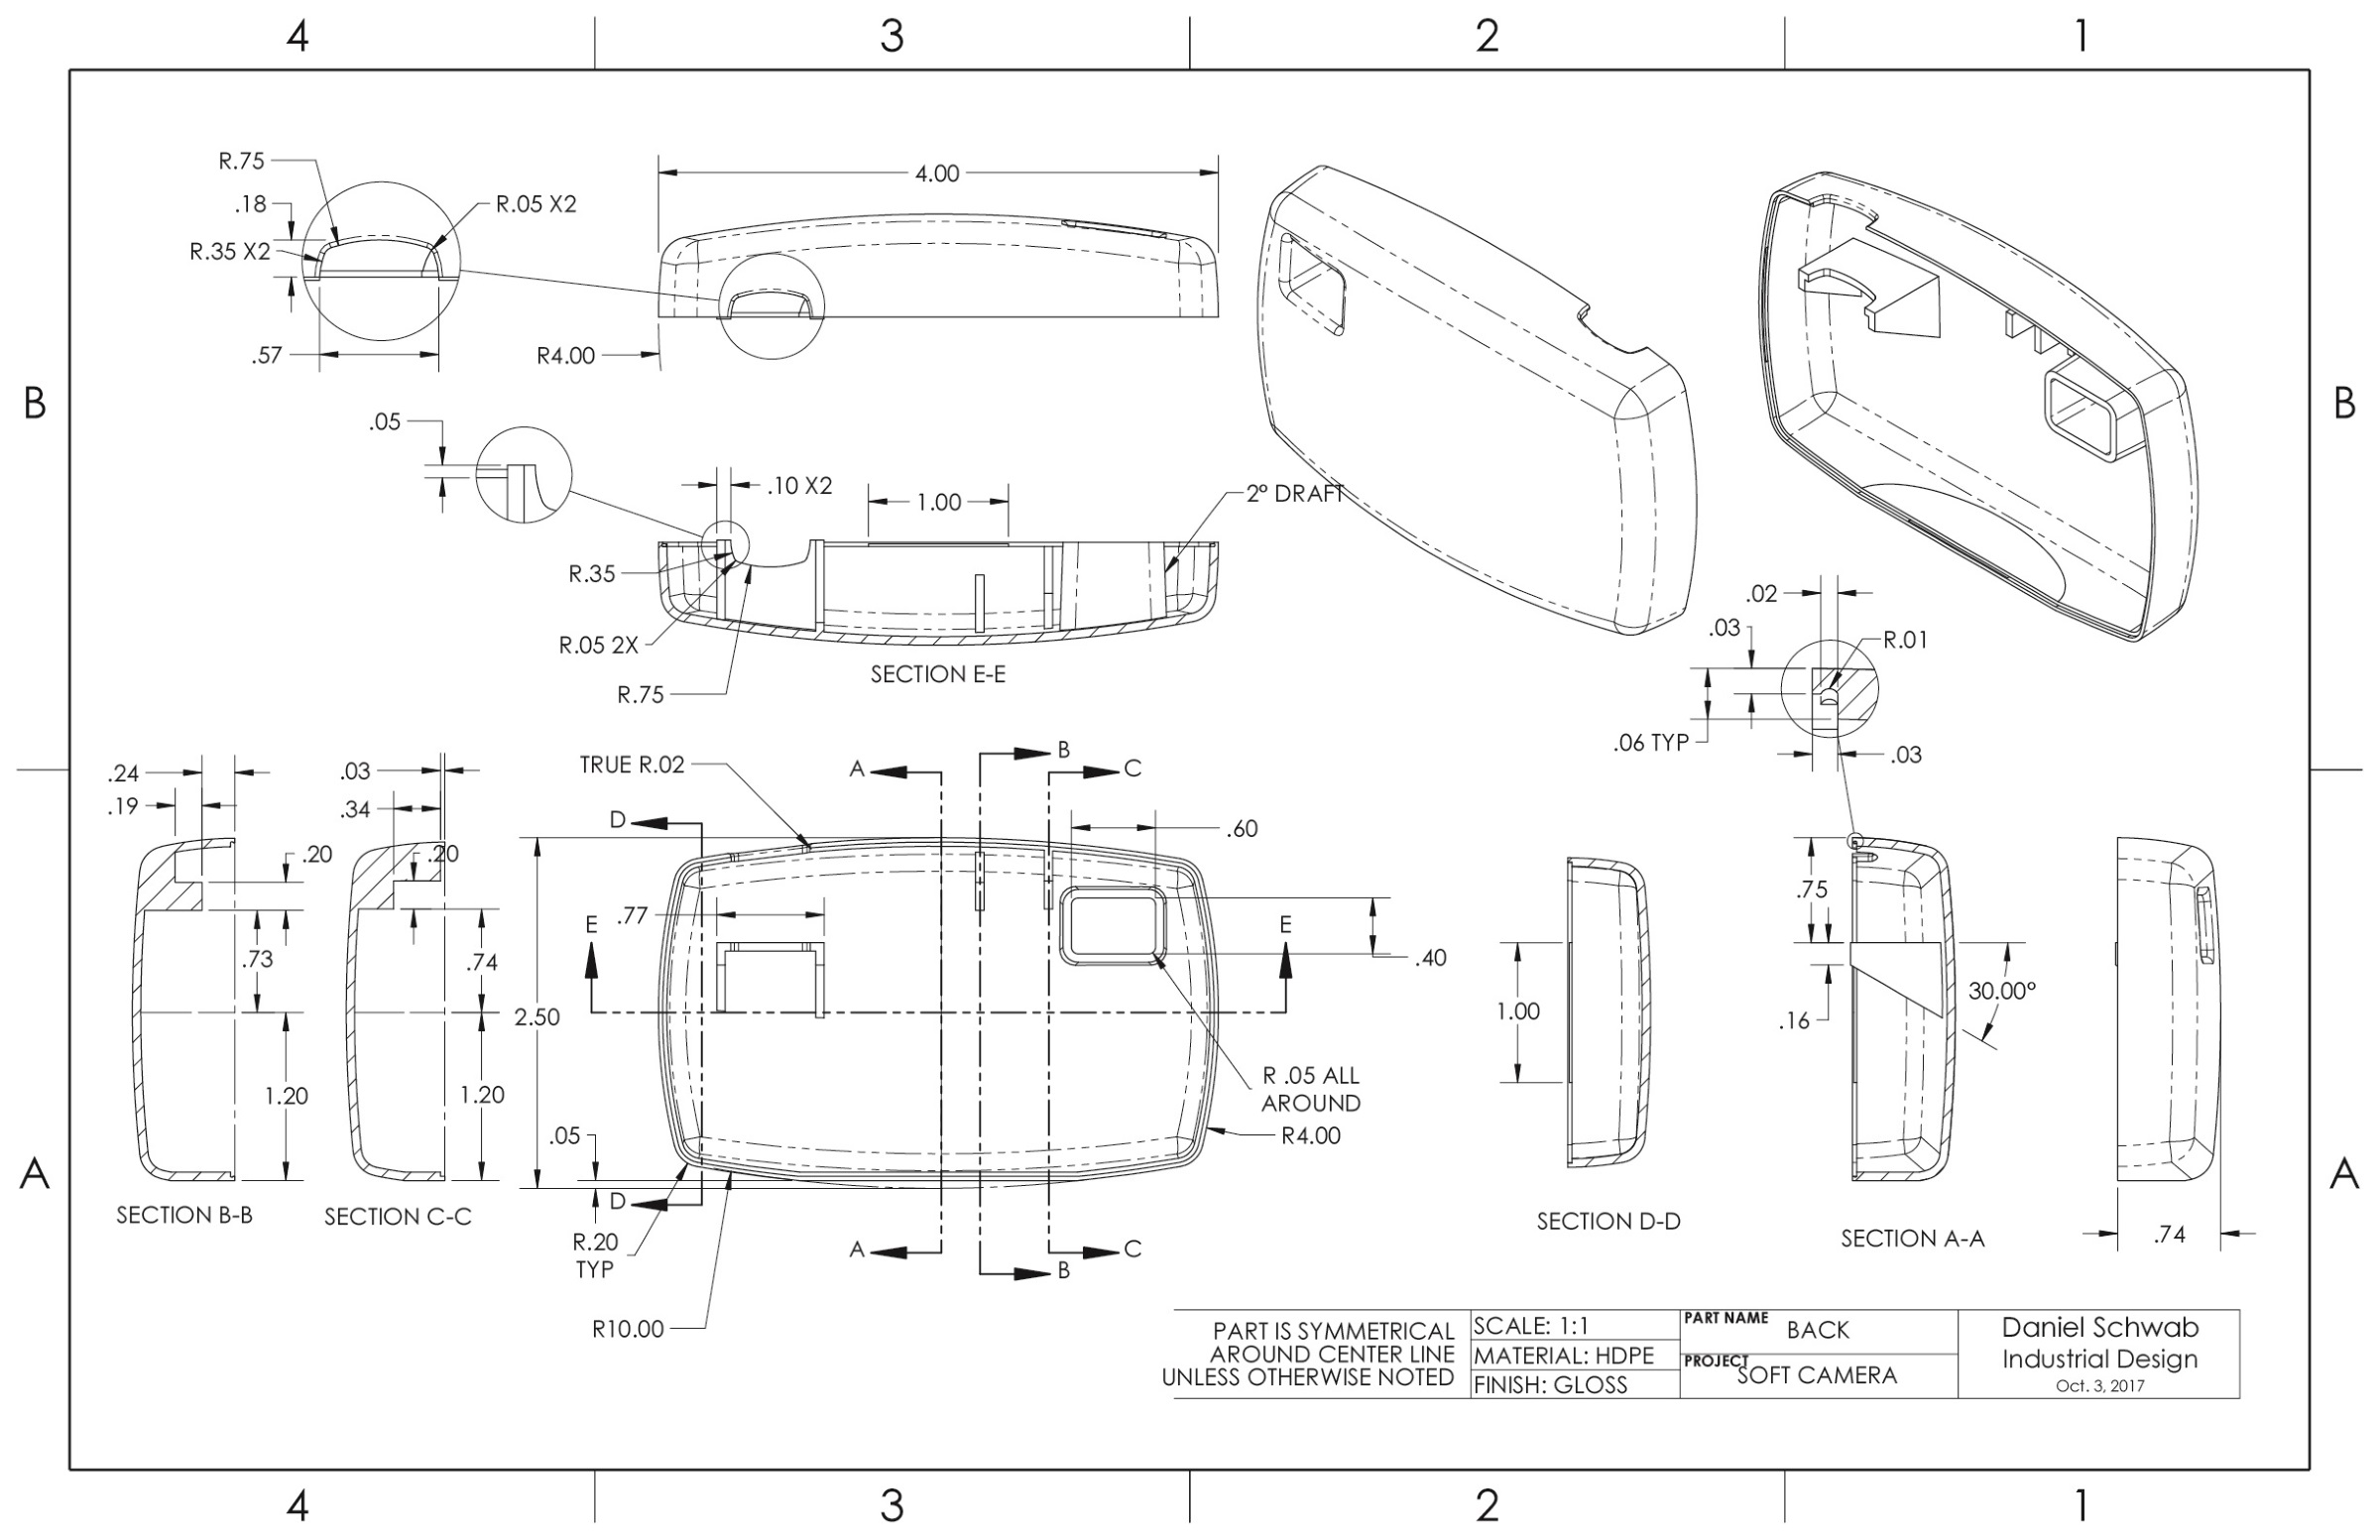 4
3
2
1
R.75
.18
R.35 X2
R.05 X2
.57
4.00
R4.00
B
B
.05
.10 X2
1.00
2º DRAFT
R.35
R.05 2X
R.75
SECTION E-E
.02
.03
R.01
.06 TYP
.03
.24
.19
.20
.73
1.20
SECTION B-B
.03
.34
.20
.74
1.20
SECTION C-C
TRUE R.02
A
B
C
D
.60
.77
E
E
.40
2.50
R .05 ALL
AROUND
R4.00
.05
D
R.20
TYP
A
C
B
R10.00
1.00
SECTION D-D
.75
.16
30.00°
SECTION A-A
.74
A
A
PART IS SYMMETRICAL
AROUND CENTER LINE
UNLESS OTHERWISE NOTED
SCALE: 1:1
MATERIAL: HDPE
FINISH: GLOSS
PART NAME
BACK
PROJECT
SOFT CAMERA
Daniel Schwab
Industrial Design
Oct. 3, 2017
4
3
2
1